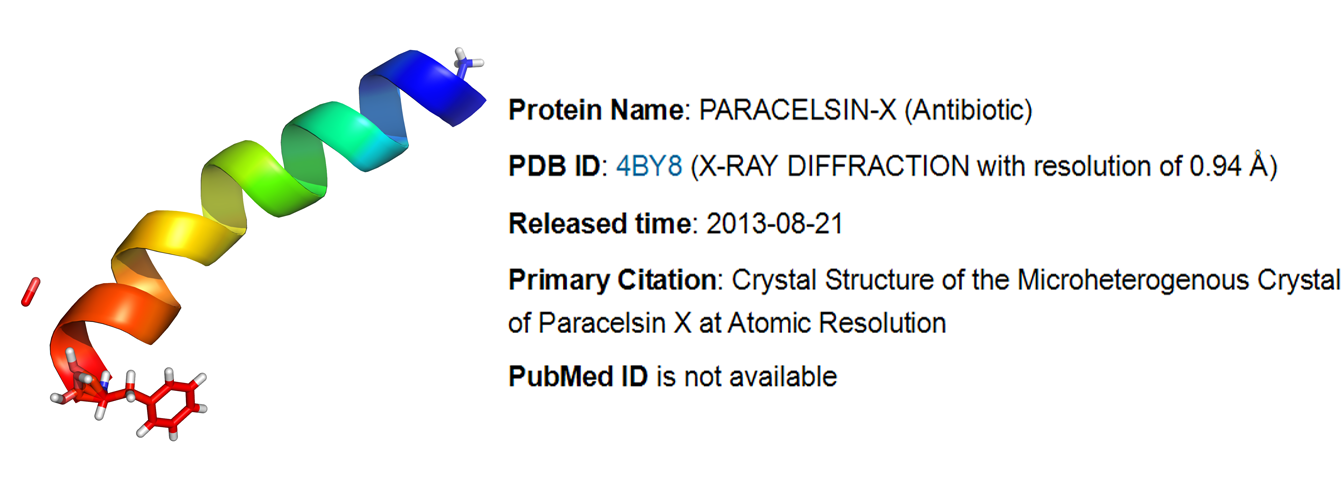 Protein Name: PARACELSIN-X (Antibiotic)
PDB ID: 4BY8 (X-RAY DIFFRACTION with resolution of 0.94 Å)
Released time: 2013-08-21
Primary Citation: Crystal Structure of the Microheterogenous Crystal
of Paracelsin X at Atomic Resolution
PubMed ID is not available